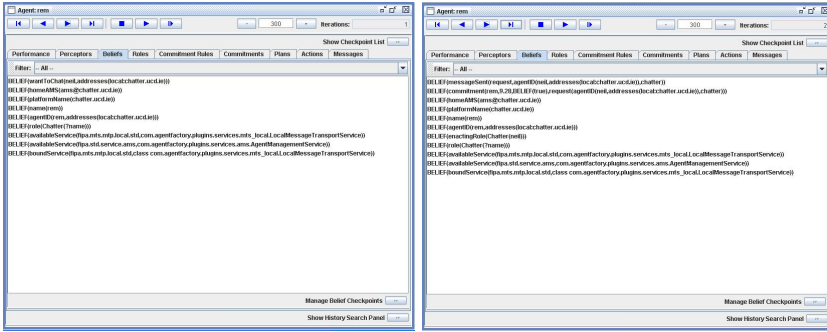 Agent: rem
300
Iterations: 1
Show Checkpoint List
Performance Perceptors Beliefs Roles Commitment Rules Commitments Plans Actions Messages
Filter: -- All --
BELIEF(wantToChat(neil,addresses(local:chatter.ucd.ie)))
BELIEF(homeAMS(ams@chatter.ucd.ie))
BELIEF(platformName(chatter.ucd.ie))
BELIEF(name(rem))
BELIEF(agentID(rem,addresses(local:chatter.ucd.ie)))
BELIEF(role(Chatter(?name)))
BELIEF(availableService(fipa.mts.mtp.local.std,com.agentfactory.plugins.services.mts_local.LocalMessageTransportService))
BELIEF(availableService(fipa.std.service.ams,com.agentfactory.plugins.services.ams.AgentManagementService))
BELIEF(boundService(fipa.mts.mtp.local.std,class com.agentfactory.plugins.services.mts_local.LocalMessageTransportService))
Manage Belief Checkpoints
Show History Search Panel
Agent: rem
300
Iterations: 2
Show Checkpoint List
Performance Perceptors Beliefs Roles Commitment Rules Commitments Plans Actions Messages
Filter: -- All --
BELIEF(messageSent(request,agentID(neil,addresses(local:chatter.ucd.ie)),chatter))
BELIEF(commitment(rem,9.28,BELIEF(true),request(agentID(neil,addresses(local:chatter.ucd.ie)),chatter)))
BELIEF(homeAMS(ams@chatter.ucd.ie))
BELIEF(platformName(chatter.ucd.ie))
BELIEF(name(rem))
BELIEF(agentID(rem,addresses(local:chatter.ucd.ie)))
BELIEF(enactingRole(Chatter(neil)))
BELIEF(role(Chatter(?name)))
BELIEF(availableService(fipa.mts.mtp.local.std,com.agentfactory.plugins.services.mts_local.LocalMessageTransportService))
BELIEF(availableService(fipa.std.service.ams,com.agentfactory.plugins.services.ams.AgentManagementService))
BELIEF(boundService(fipa.mts.mtp.local.std,class com.agentfactory.plugins.services.mts_local.LocalMessageTransportService))
Manage Belief Checkpoints
Show History Search Panel